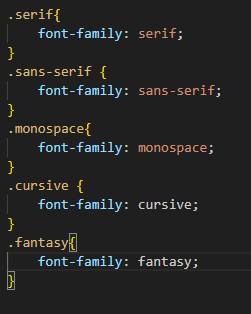 .serif{
    font-family: serif;
}
.sans-serif {
    font-family: sans-serif;
}
.monospace{
    font-family: monospace;
}
.cursive {
    font-family: cursive;
}
.fantasy{
    font-family: fantasy;
}